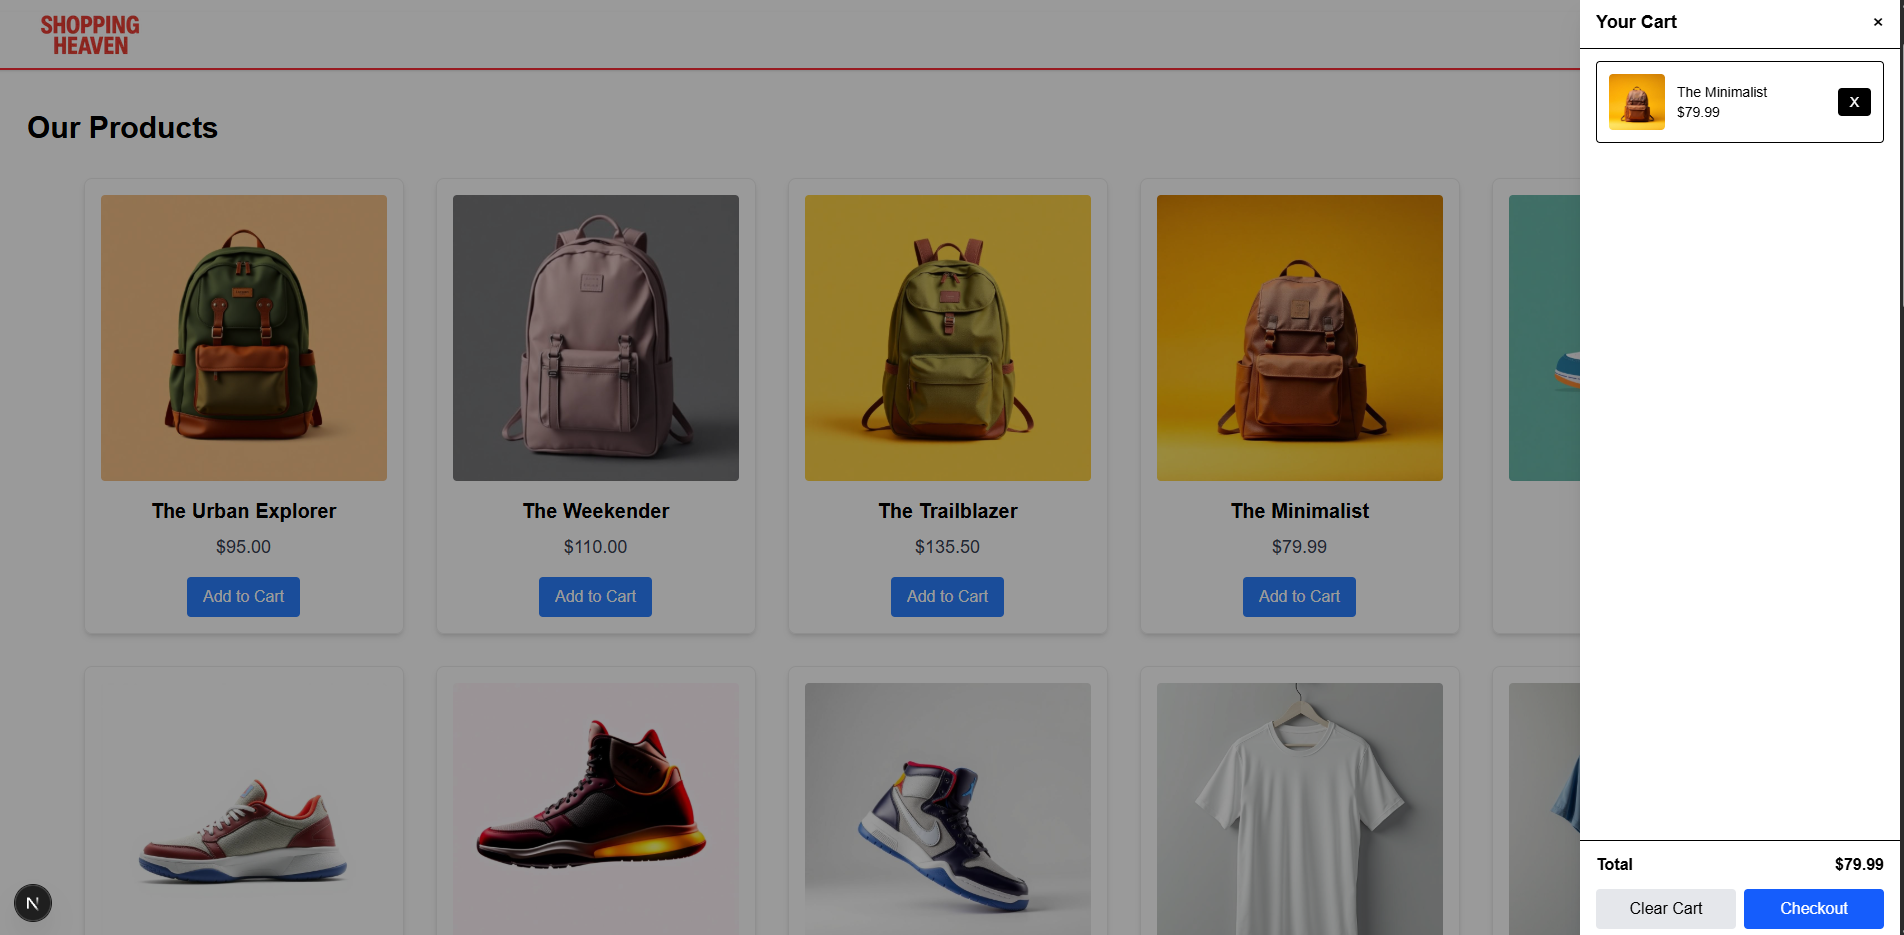 SHOPPING
HEAVEN
Our Products
The Urban Explorer
$95.00
Add to Cart
The Weekender
$110.00
Add to Cart
The Trailblazer
$135.50
Add to Cart
The Minimalist
$79.99
Add to Cart
N
Your Cart
×
The Minimalist
$79.99
X
Total
$79.99
Clear Cart
Checkout